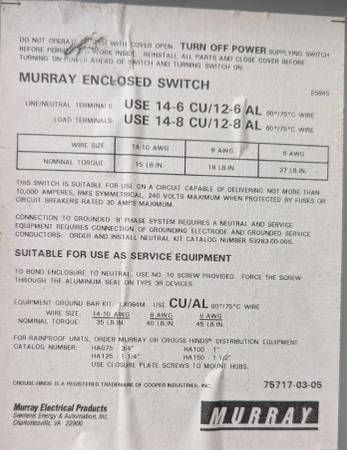 DO NOT OPERATE SWITCH WITH COVER OPEN. TURN OFF POWER SUPPLYING SWITCH
BEFORE WORK INSIDE. REINSTALL ALL PARTS AND CLOSE COVER BEFORE
TURNING ON POWER AHEAD OF SWITCH AND TURNING SWITCH ON.
MURRAY ENCLOSED SWITCH
E5845
LINE/NEUTRAL TERMINALS: USE 14-6 CU/12-6 AL 60°/75°C WIRE
LOAD TERMINALS: USE 14-8 CU/12-8 AL 60°/75°C WIRE
WIRE SIZE 14-10 AWG 8 AWG 6 AWG
NOMINAL TORQUE 15 LB.IN. 18 LB.IN. 27 LB.IN.
THIS SWITCH IS SUITABLE FOR USE ON A CIRCUIT CAPABLE OF DELIVERING NOT MORE THAN
10,000 AMPERES, RMS SYMMETRICAL, 240 VOLTS MAXIMUM WHEN PROTECTED BY FUSES OR
CIRCUIT BREAKERS RATED 30 AMPS MAXIMUM.
CONNECTION TO GROUNDED 'B' PHASE SYSTEM REQUIRES A NEUTRAL AND SERVICE
EQUIPMENT REQUIRES CONNECTION OF GROUNDING ELECTRODE AND GROUNDED SERVICE
CONDUCTORS. ORDER AND INSTALL NEUTRAL KIT CATALOG NUMBER 53283-00-005.
SUITABLE FOR USE AS SERVICE EQUIPMENT
TO BOND ENCLOSURE TO NEUTRAL, USE NO. 10 SCREW PROVIDED. FORCE THE SCREW
THROUGH THE ALUMINUM SEAL ON TYPE 3R DEVICES.
EQUIPMENT GROUND BAR KIT: LX0B4M USE CU/AL 60°/75°C WIRE
WIRE SIZE: 14-10 AWG 8 AWG 6 AWG
NOMINAL TORQUE: 35 LB.IN. 40 LB.IN. 45 LB.IN.
FOR RAINPROOF UNITS, ORDER MURRAY OR CROUSE-HINDS® DISTRIBUTION EQUIPMENT
CATALOG NUMBER: HA075 3/4" HA100 1"
HA125 1-1/4" HA150 1-1/2"
USE CLOSURE PLATE SCREWS TO MOUNT HUBS.
CROUSE-HINDS IS A REGISTERED TRADEMARK OF COOPER INDUSTRIES, INC.
75717-03-05
Murray Electrical Products
Siemens Energy & Automation, Inc.
Charlottesville, VA 22906
MURRAY